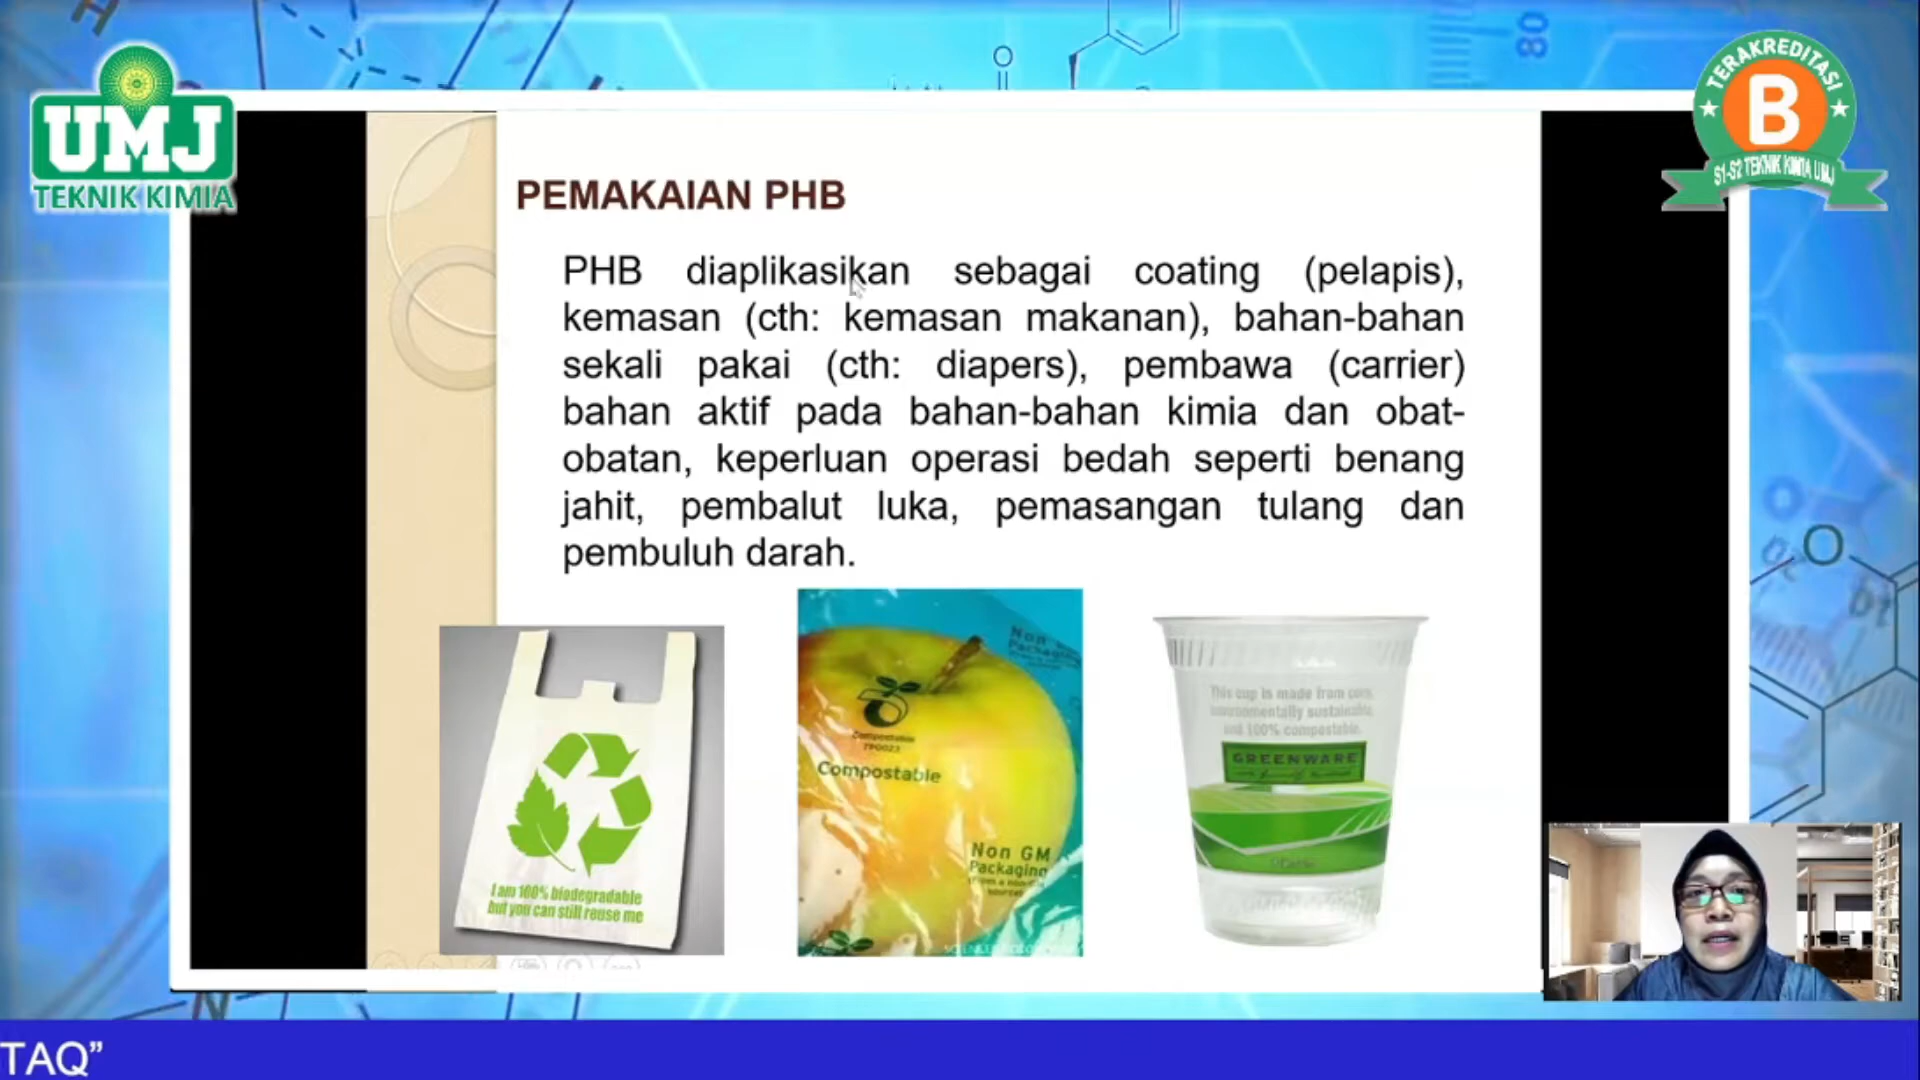 UMJ
TEKNIK KIMIA
TERAKREDITASI
B
S1-S2 TEKNIK KIMIA UMJ
PEMAKAIAN PHB
PHB diaplikasikan sebagai coating (pelapis),
kemasan (cth: kemasan makanan), bahan-bahan
sekali pakai (cth: diapers), pembawa (carrier)
bahan aktif pada bahan-bahan kimia dan obat-
obatan, keperluan operasi bedah seperti benang
jahit, pembalut luka, pemasangan tulang dan
pembuluh darah.
I am 100% biodegradable
but you can still reuse me
Compostable
Compostable
Non GM
Packaging
This cup is made from corn,
environmentally sustainable,
and 100% compostable.
GREENWARE
TAQ”